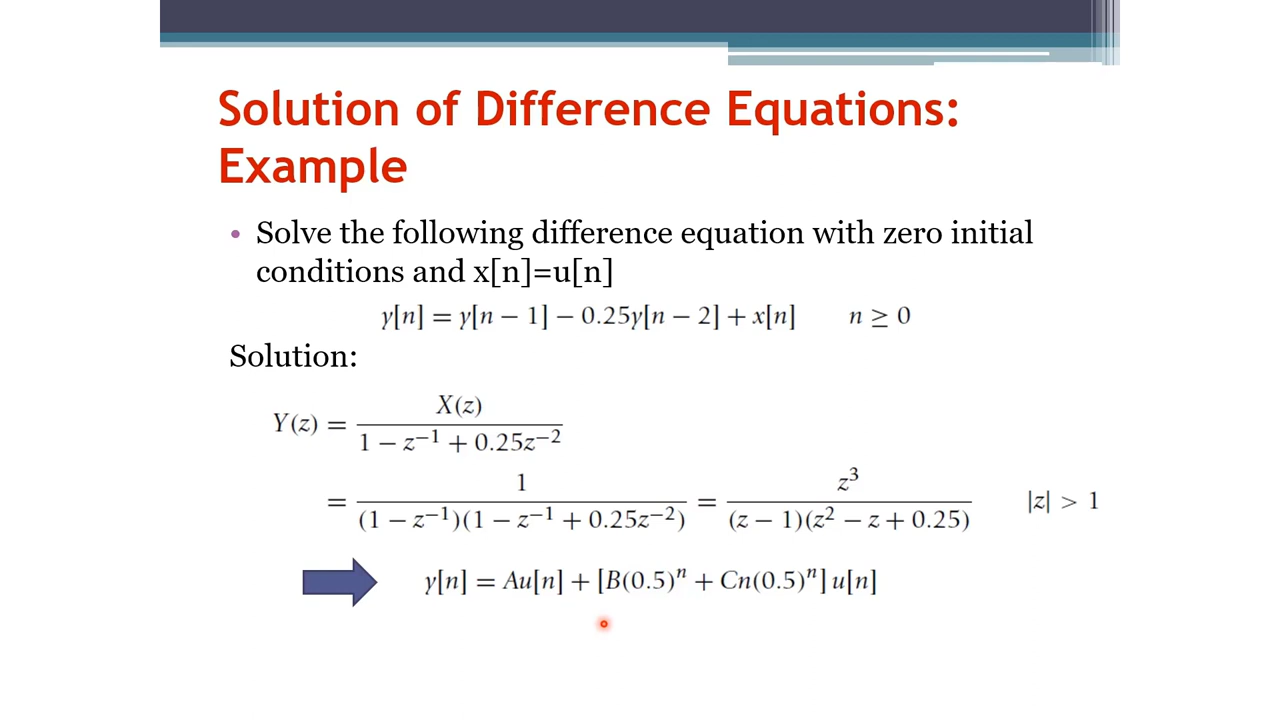 Solution of Difference Equations:
Example
• Solve the following difference equation with zero initial
conditions and x[n]=u[n]
y[n] = y[n − 1] − 0.25y[n − 2] + x[n] n ≥ 0
Solution:
Y(z) = X(z) / (1 − z⁻¹ + 0.25z⁻²)
= 1 / ((1 − z⁻¹)(1 − z⁻¹ + 0.25z⁻²)) = z³ / ((z − 1)(z² − z + 0.25)) |z| > 1
y[n] = Au[n] + [B(0.5)ⁿ + Cn(0.5)ⁿ] u[n]